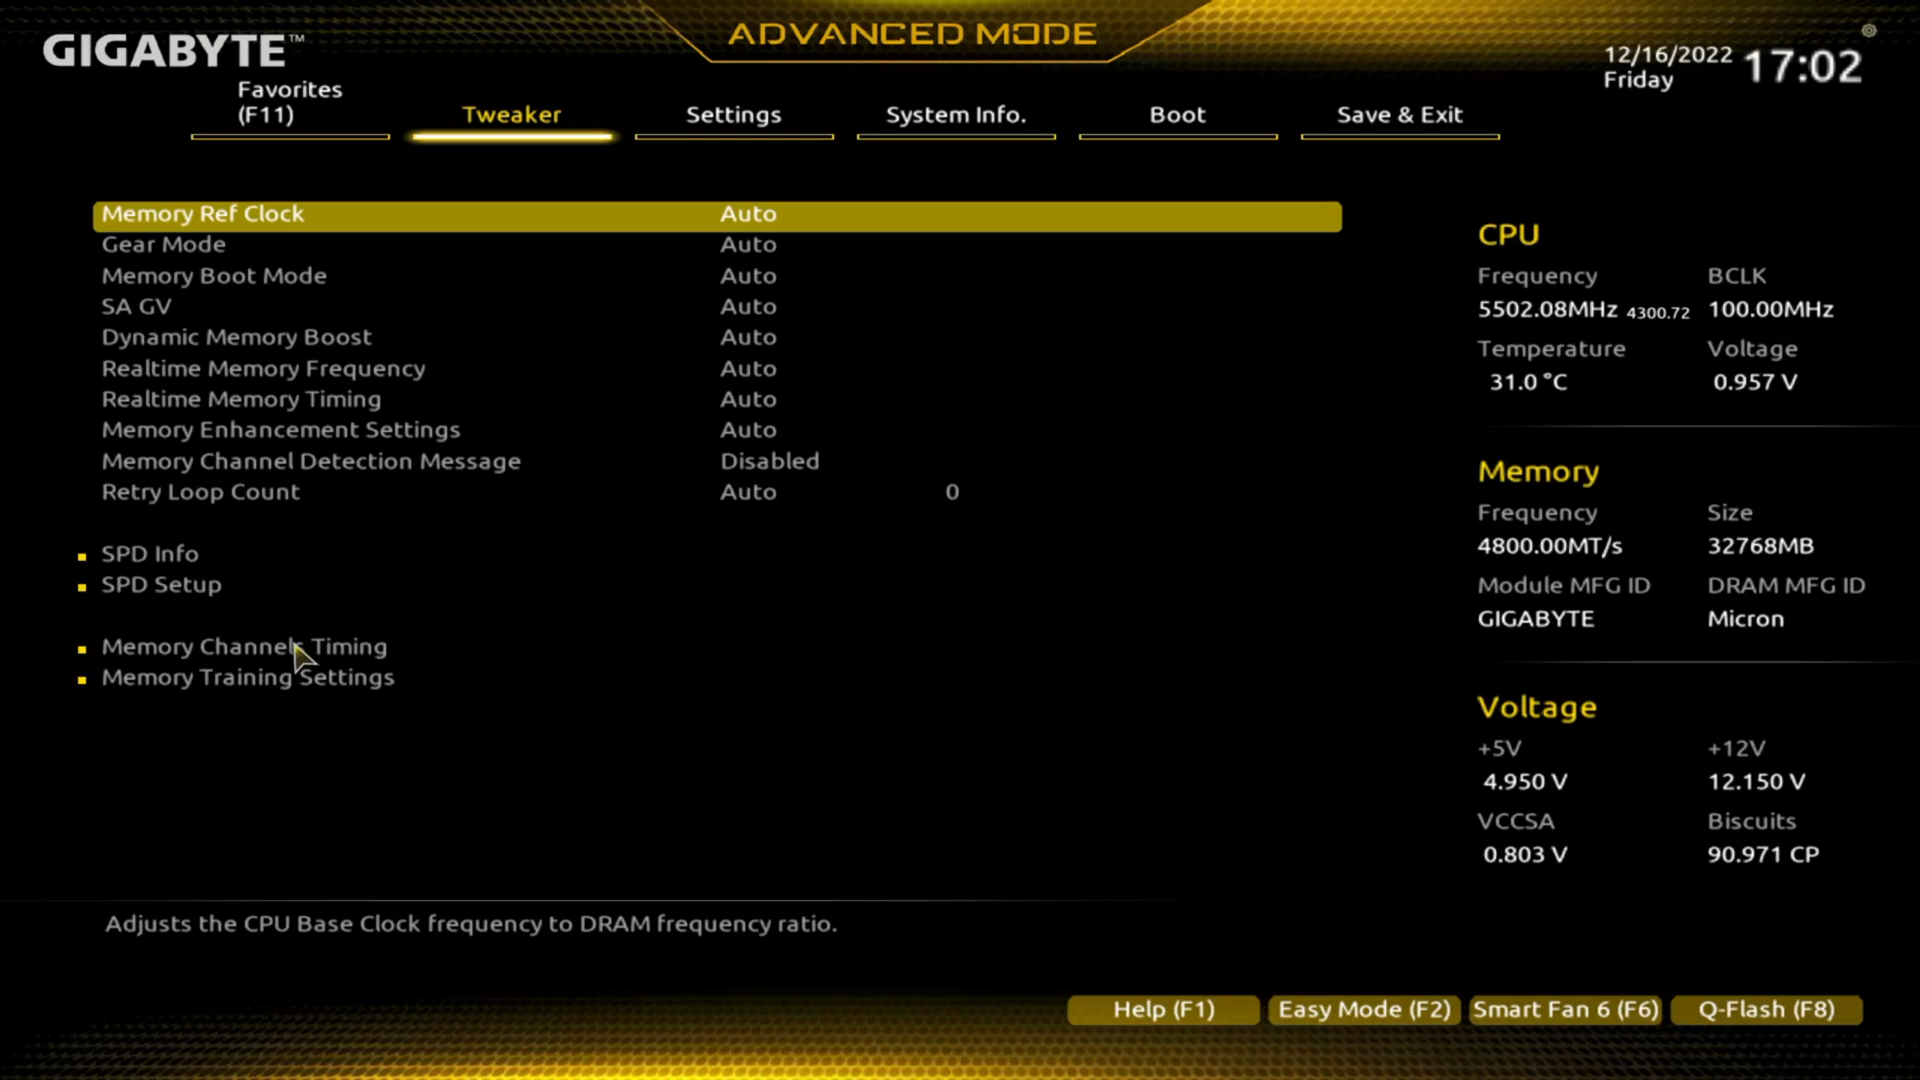 GIGABYTE™
ADVANCED MODE
12/16/2022
Friday
17:02
Favorites
(F11)
Tweaker
Settings
System Info.
Boot
Save & Exit
Memory Ref Clock Auto
Gear Mode Auto
Memory Boot Mode Auto
SA GV Auto
Dynamic Memory Boost Auto
Realtime Memory Frequency Auto
Realtime Memory Timing Auto
Memory Enhancement Settings Auto
Memory Channel Detection Message Disabled
Retry Loop Count Auto 0
SPD Info
SPD Setup
Memory Channels Timing
Memory Training Settings
CPU
Frequency BCLK
5502.08MHz 4300.72 100.00MHz
Temperature Voltage
31.0 °C 0.957 V
Memory
Frequency Size
4800.00MT/s 32768MB
Module MFG ID DRAM MFG ID
GIGABYTE Micron
Voltage
+5V +12V
4.950 V 12.150 V
VCCSA Biscuits
0.803 V 90.971 CP
Adjusts the CPU Base Clock frequency to DRAM frequency ratio.
Help (F1)
Easy Mode (F2)
Smart Fan 6 (F6)
Q-Flash (F8)